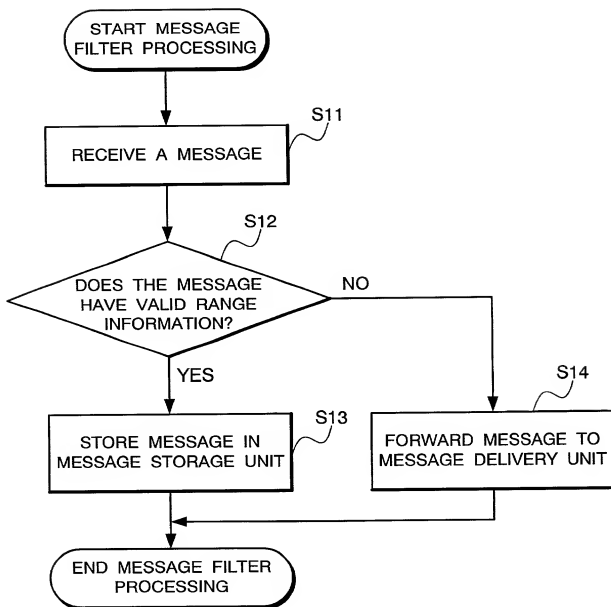 START MESSAGE
FILTER PROCESSING
S11
RECEIVE A MESSAGE
S12
DOES THE MESSAGE
HAVE VALID RANGE
INFORMATION?
NO
YES
S13
STORE MESSAGE IN
MESSAGE STORAGE UNIT
S14
FORWARD MESSAGE TO
MESSAGE DELIVERY UNIT
END MESSAGE FILTER
PROCESSING